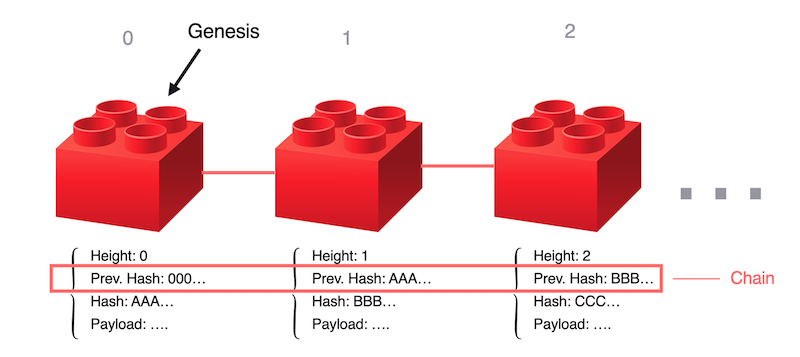 Genesis
0
1
2
Height: 0
Prev. Hash: 000...
Hash: AAA...
Payload: ....
Height: 1
Prev. Hash: AAA...
Hash: BBB...
Payload: ....
Height: 2
Prev. Hash: BBB...
Hash: CCC...
Payload: ....
Chain